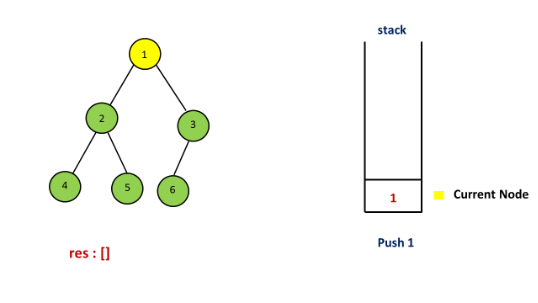 stack
1
2
3
4
5
6
1
Current Node
res : []
Push 1